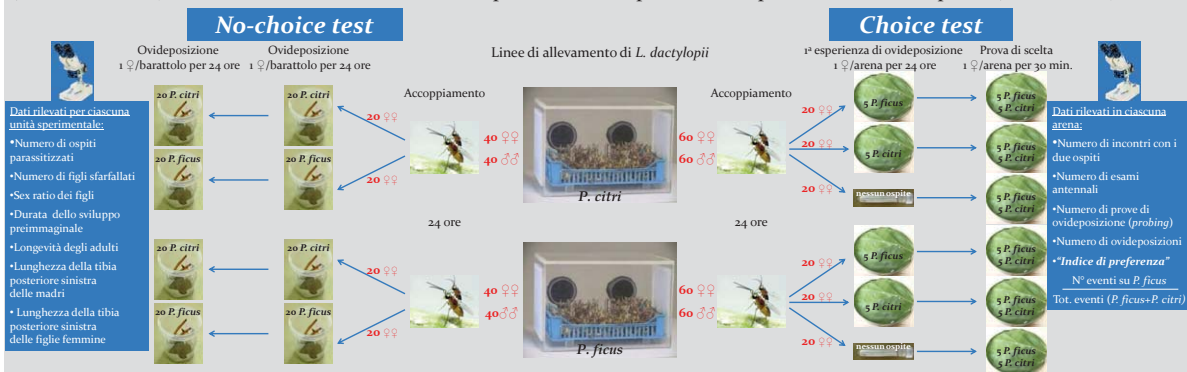 No-choice test
Choice test
Ovideposizione
1 ♀/barattolo per 24 ore
Ovideposizione
1 ♀/barattolo per 24 ore
Linee di allevamento di L. dactylopii
1ª esperienza di ovideposizione
1 ♀/arena per 24 ore
Prova di scelta
1 ♀/arena per 30 min.
Dati rilevati per ciascuna
unità sperimentale:
•Numero di ospiti
parassitizzati
•Numero di figli sfarfallati
•Sex ratio dei figli
•Durata dello sviluppo
preimmaginale
•Longevità degli adulti
•Lunghezza della tibia
posteriore sinistra
delle madri
• Lunghezza della tibia
posteriore sinistra
delle figlie femmine
20 P. citri
20 P. citri
20 P. ficus
20 P. ficus
20 ♀♀
20 ♀♀
Accoppiamento
40 ♀♀
40 ♂♂
P. citri
60 ♀♀
60 ♂♂
Accoppiamento
20 ♀♀
20 ♀♀
20 ♀♀
5 P. ficus
5 P. citri
nessun ospite
5 P. ficus
5 P. citri
5 P. ficus
5 P. citri
5 P. ficus
5 P. citri
24 ore
24 ore
20 P. citri
20 P. citri
20 P. ficus
20 P. ficus
20 ♀♀
20 ♀♀
40 ♀♀
40♂♂
P. ficus
60 ♀♀
60 ♂♂
20 ♀♀
20 ♀♀
20 ♀♀
5 P. ficus
5 P. citri
nessun ospite
5 P. ficus
5 P. citri
5 P. ficus
5 P. citri
5 P. ficus
5 P. citri
Dati rilevati in ciascuna
arena:
•Numero di incontri con i
due ospiti
•Numero di esami
antennali
•Numero di prove di
ovideposizione (probing)
•Numero di ovideposizioni
•"Indice di preferenza"
N° eventi su P. ficus
Tot. eventi (P. ficus+P. citri)